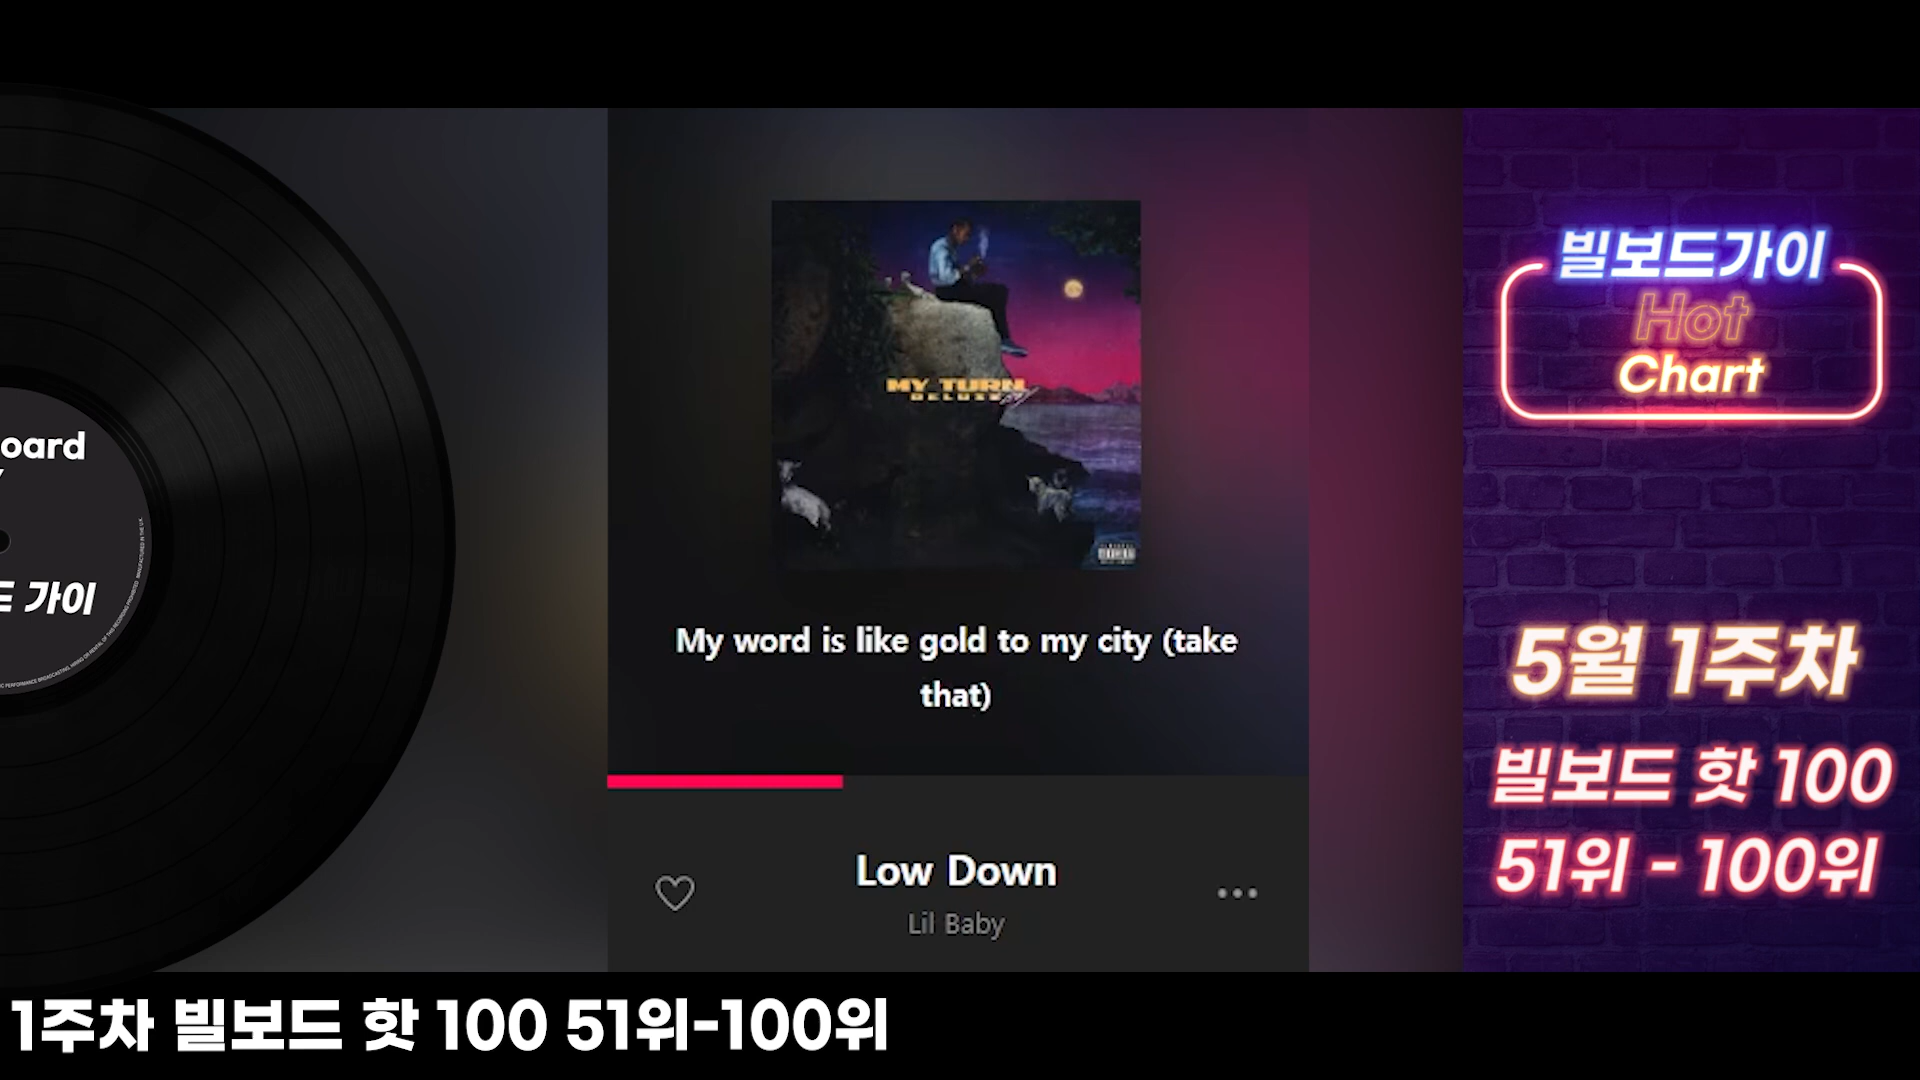 oard
가이
MY TURN
DELUXE
My word is like gold to my city (take
that)
Low Down
Lil Baby
빌보드가이
Hot
Chart
5월 1주차
빌보드 핫 100
51위 - 100위
1주차 빌보드 핫 100 51위-100위